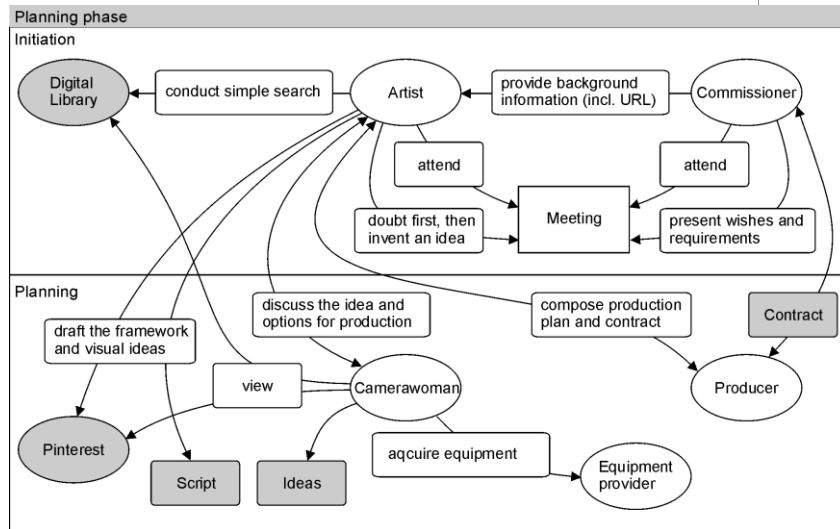 Planning phase
Initiation
Digital
Library
conduct simple search
Artist
provide background
information (incl. URL)
Commissioner
attend
attend
Meeting
doubt first, then
invent an idea
present wishes and
requirements
Planning
draft the framework
and visual ideas
discuss the idea and
options for production
compose production
plan and contract
Contract
view
Camerawoman
Producer
Pinterest
Script
Ideas
aqcuire equipment
Equipment
provider